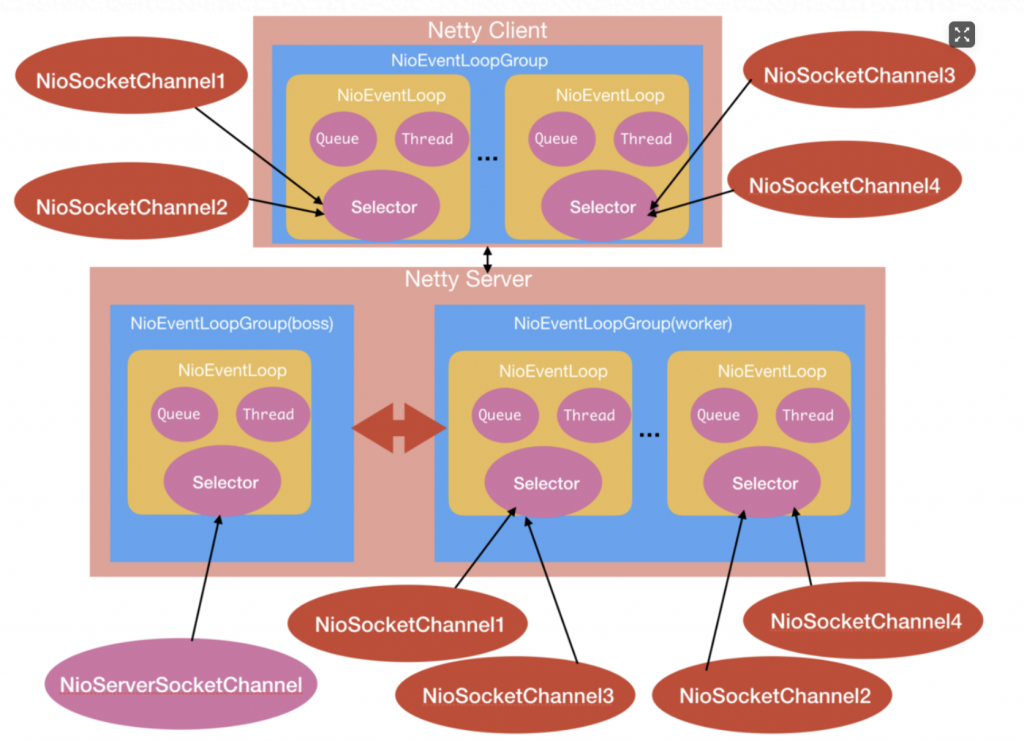 Netty Client
NioEventLoopGroup
NioSocketChannel1
NioSocketChannel3
NioEventLoop
NioEventLoop
Queue
Thread
...
Queue
Thread
NioSocketChannel2
Selector
Selector
NioSocketChannel4
Netty Server
NioEventLoopGroup(boss)
NioEventLoopGroup(worker)
NioEventLoop
NioEventLoop
NioEventLoop
Queue
Thread
Queue
Thread
...
Queue
Thread
Selector
Selector
Selector
NioSocketChannel1
NioSocketChannel4
NioServerSocketChannel
NioSocketChannel3
NioSocketChannel2